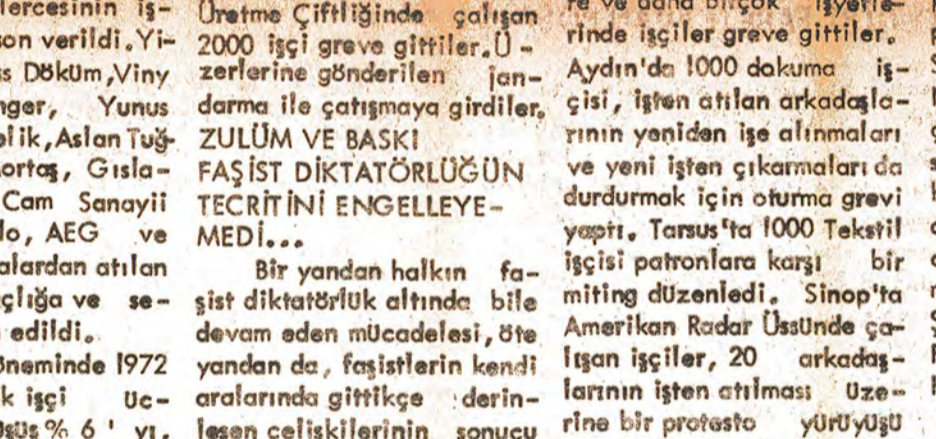 lercesinin iş-
son verildi.Yi-
ss Döküm,Viny
nger, Yunus
elik,Aslan Tuğ-
ortaş, Gısla-
Cam Sanayii
lo, AEG ve
alardan atılan
çlığa ve se-
edildi.
öneminde 1972
k işçi üc-
üşüş % 6 ' yı,
Üretme Çiftliğinde çalışan
2000 işçi greve gittiler.Ü -
zerlerine gönderilen jan-
darma ile çatışmaya girdiler.
ZULÜM VE BASKI
FAŞİST DİKTATÖRLÜĞÜN
TECRİTİNİ ENGELLEYE-
MEDİ...
Bir yandan halkın fa-
şist diktatörlük altında bile
devam eden mücadelesi, öte
yandan da, faşistlerin kendi
aralarında gittikçe derin-
leşen çelişkilerinin sonucu
re ve daha birçok işyerle-
rinde işçiler greve gittiler.
Aydın'da 1000 dokuma iş-
çisi, işten atılan arkadaşla-
rının yeniden işe alınmaları
ve yeni işten çıkarmaları da
durdurmak için oturma grevi
yaptı. Tarsus'ta 1000 Tekstil
işçisi patronlara karşı bir
miting düzenledi. Sinop'ta
Amerikan Radar Üssünde ça-
lışan işçiler, 20 arkadaş-
larının işten atılması üze-
rine bir protesto yürüyüşü